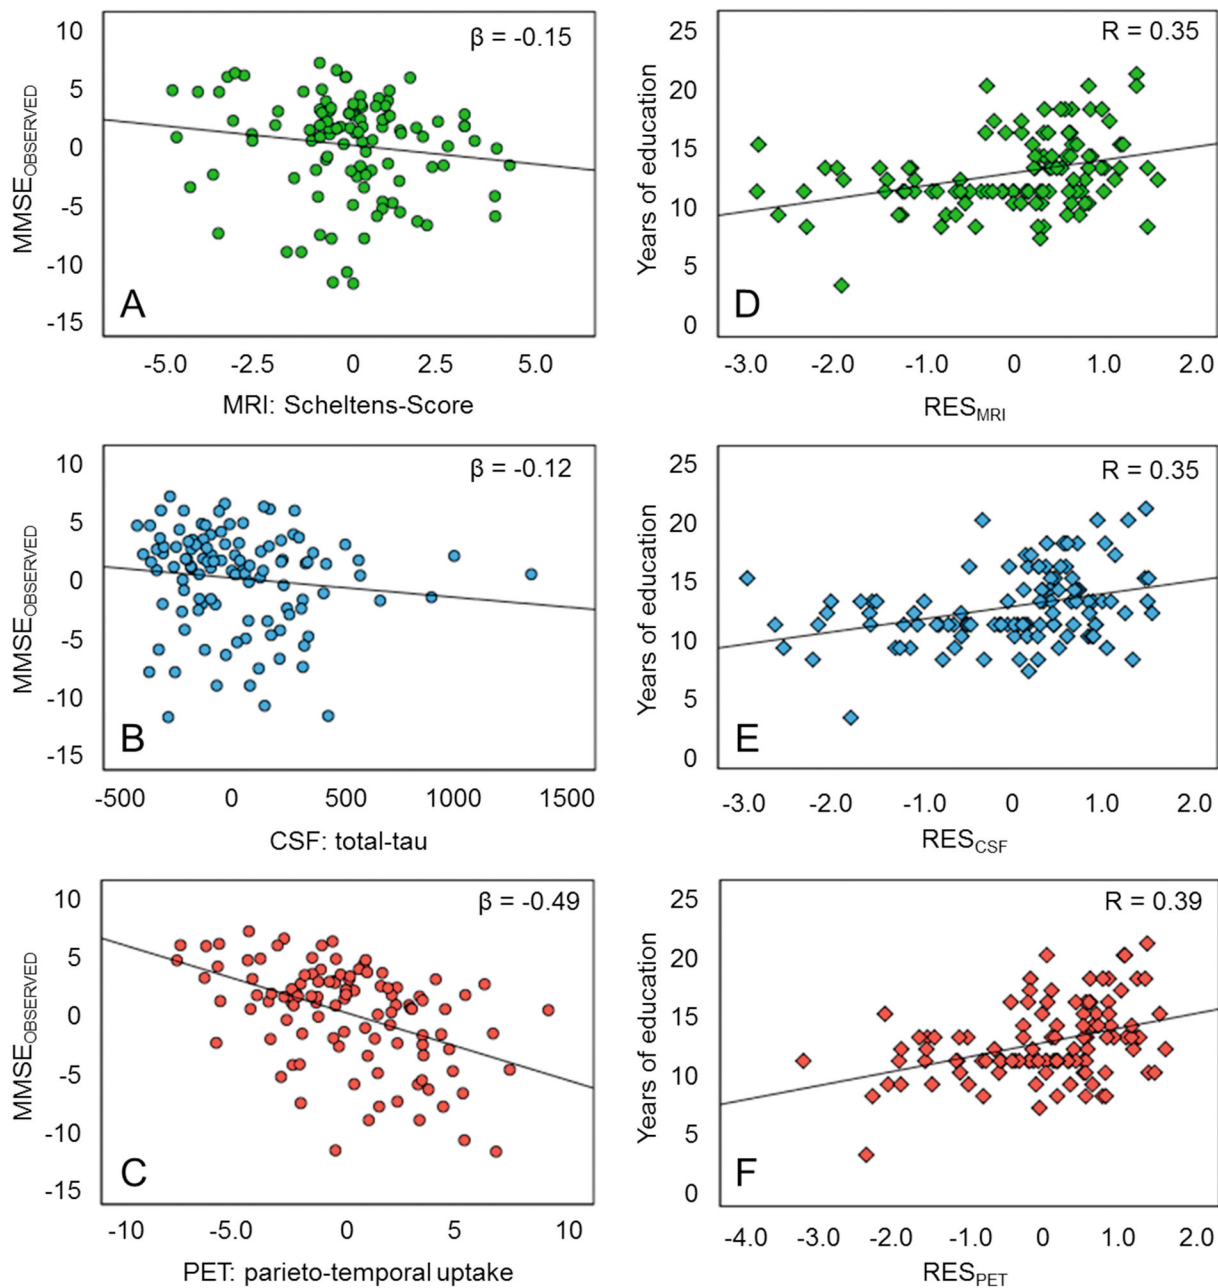 β = -0.15
10
5
0
-5
-10
-15
MMSE_OBSERVED
A
-5.0 -2.5 0 2.5 5.0
MRI: Scheltens-Score
R = 0.35
25
20
15
10
5
0
Years of education
D
-3.0 -2.0 -1.0 0 1.0 2.0
RES_MRI
β = -0.12
10
5
0
-5
-10
-15
MMSE_OBSERVED
B
-500 0 500 1000 1500
CSF: total-tau
R = 0.35
25
20
15
10
5
0
Years of education
E
-3.0 -2.0 -1.0 0 1.0 2.0
RES_CSF
β = -0.49
10
5
0
-5
-10
-15
MMSE_OBSERVED
C
-10 -5.0 0 5 10
PET: parieto-temporal uptake
R = 0.39
25
20
15
10
5
0
Years of education
F
-4.0 -3.0 -2.0 -1.0 0 1.0 2.0
RES_PET